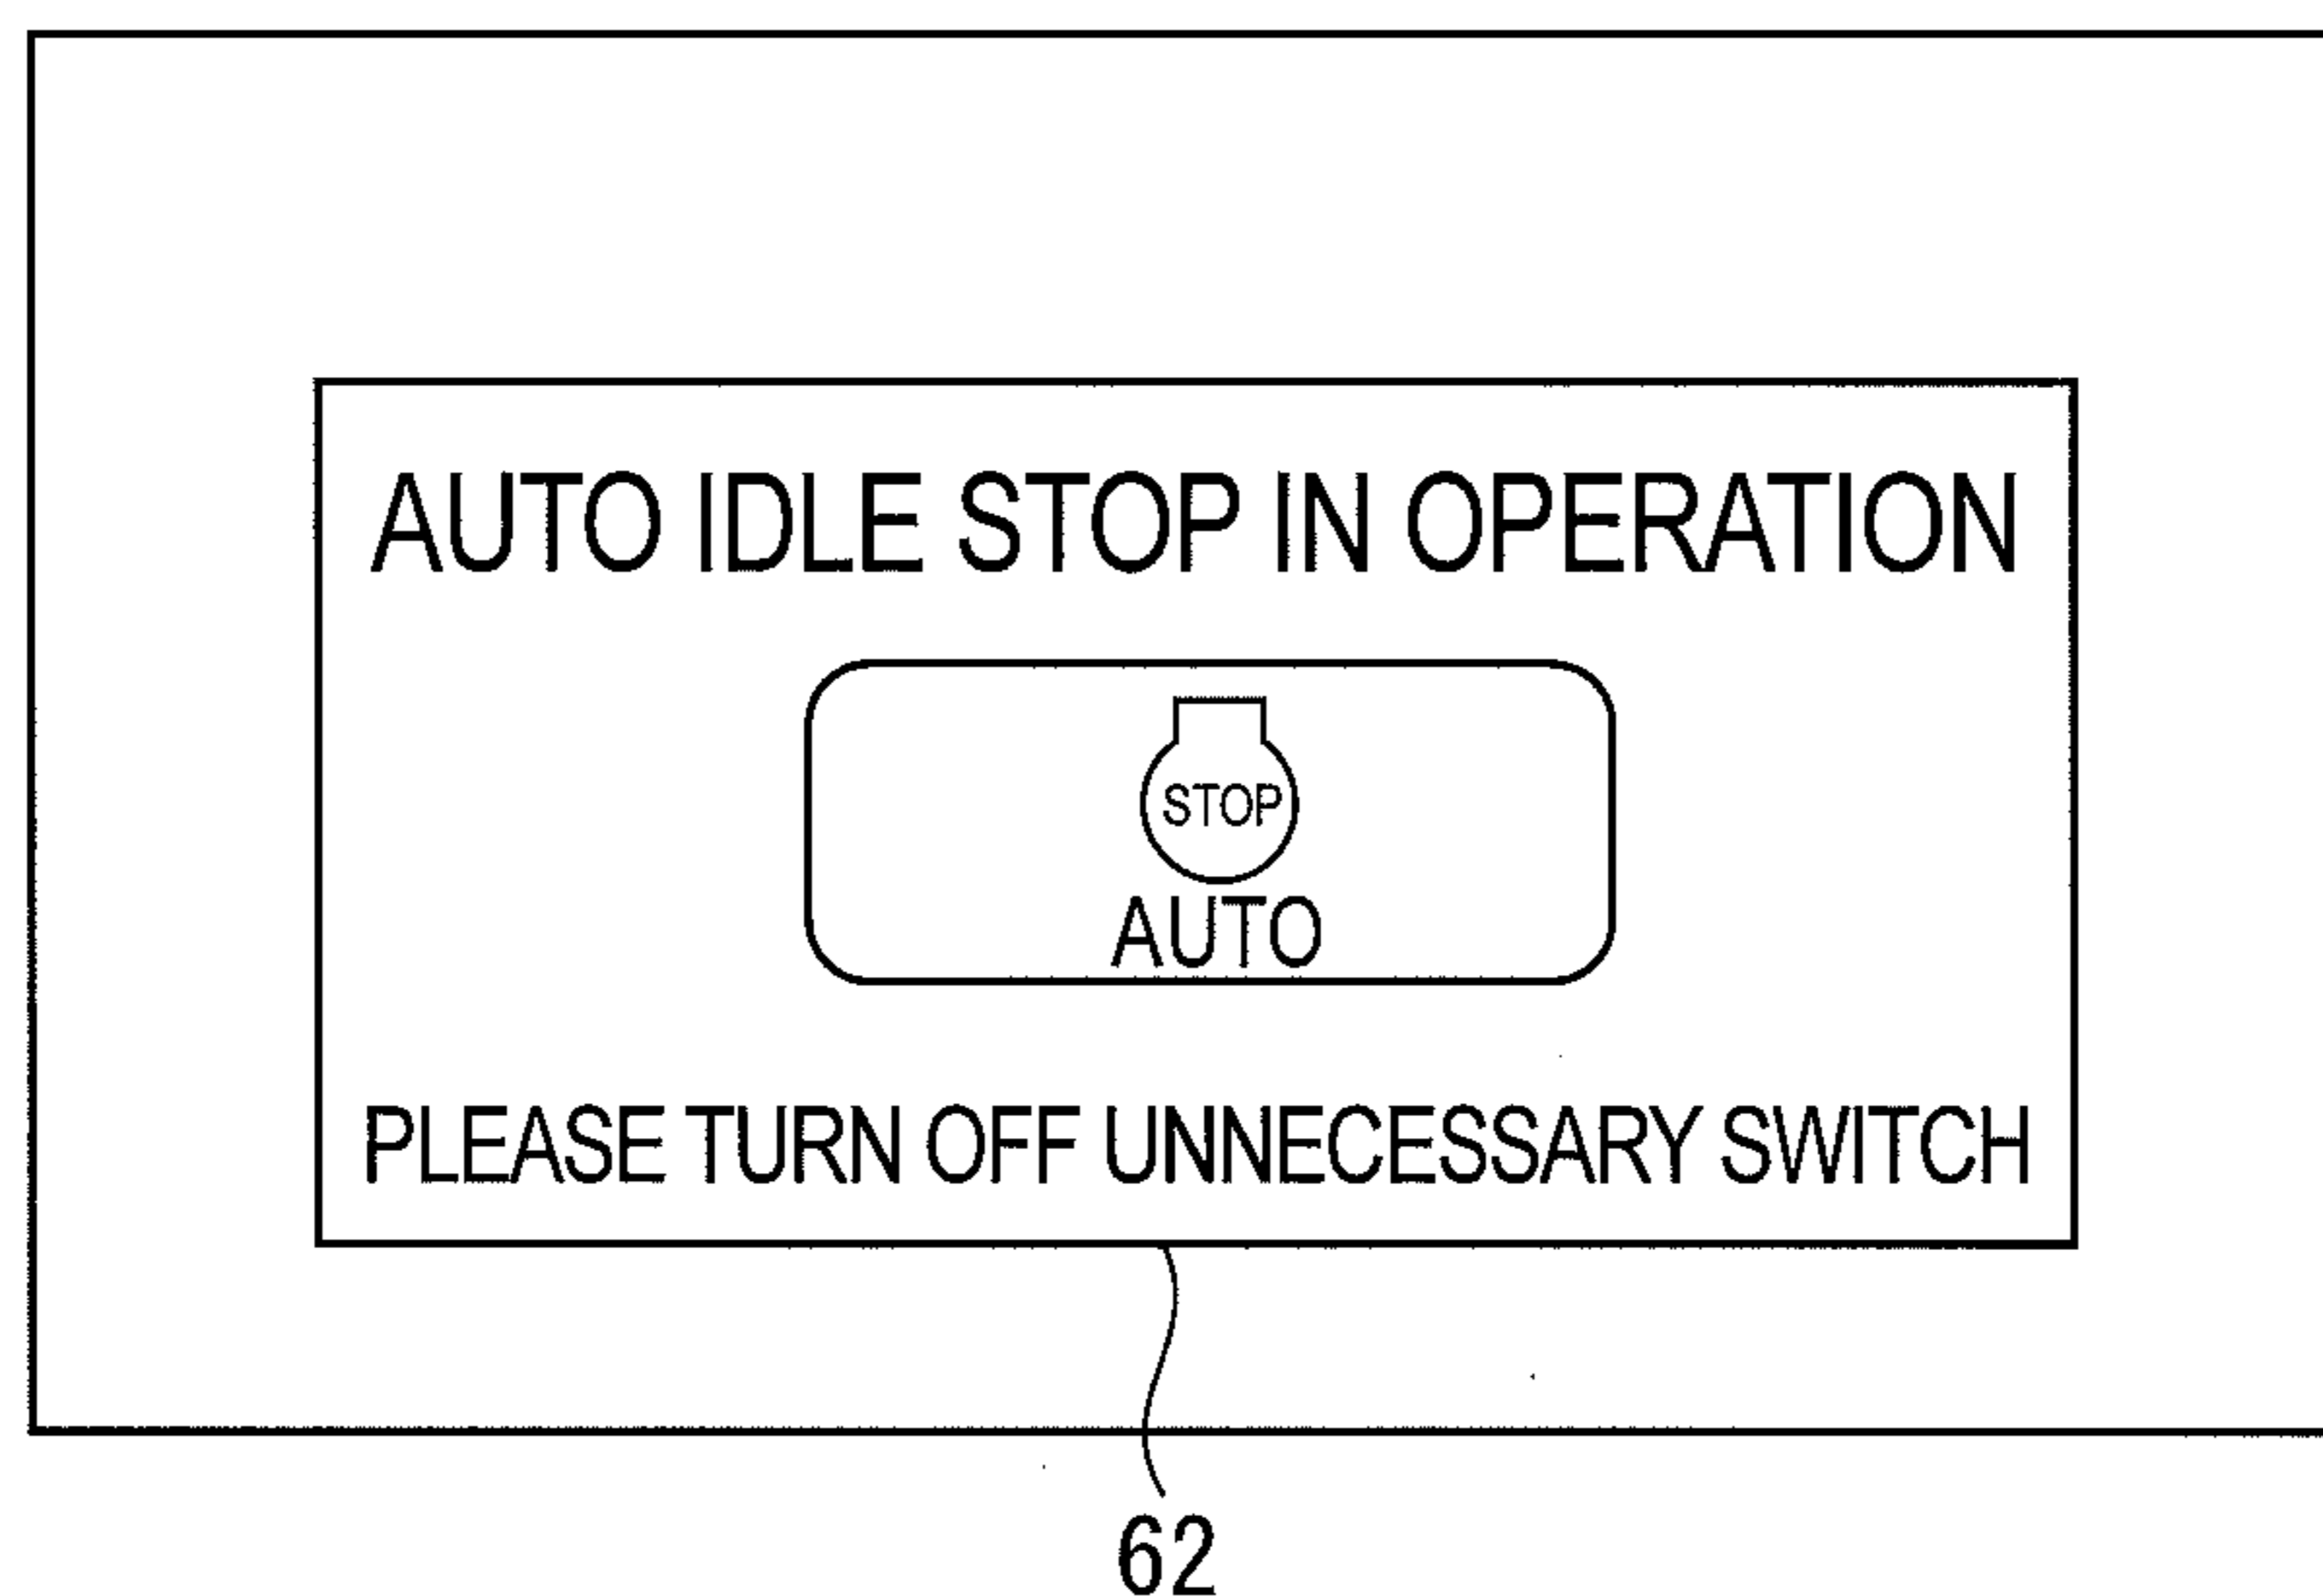 AUTO IDLE STOP IN OPERATION
STOP
AUTO
PLEASE TURN OFF UNNECESSARY SWITCH
62